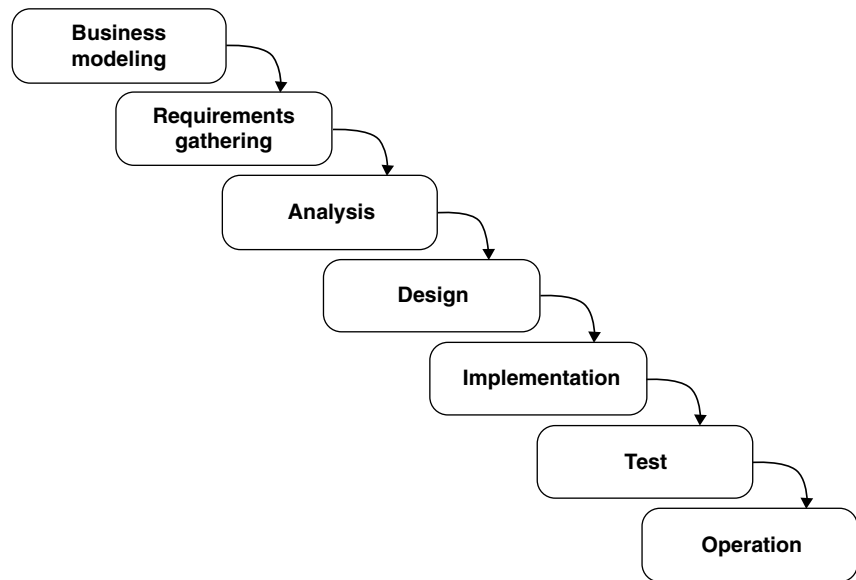 Business
modeling
Requirements
gathering
Analysis
Design
Implementation
Test
Operation